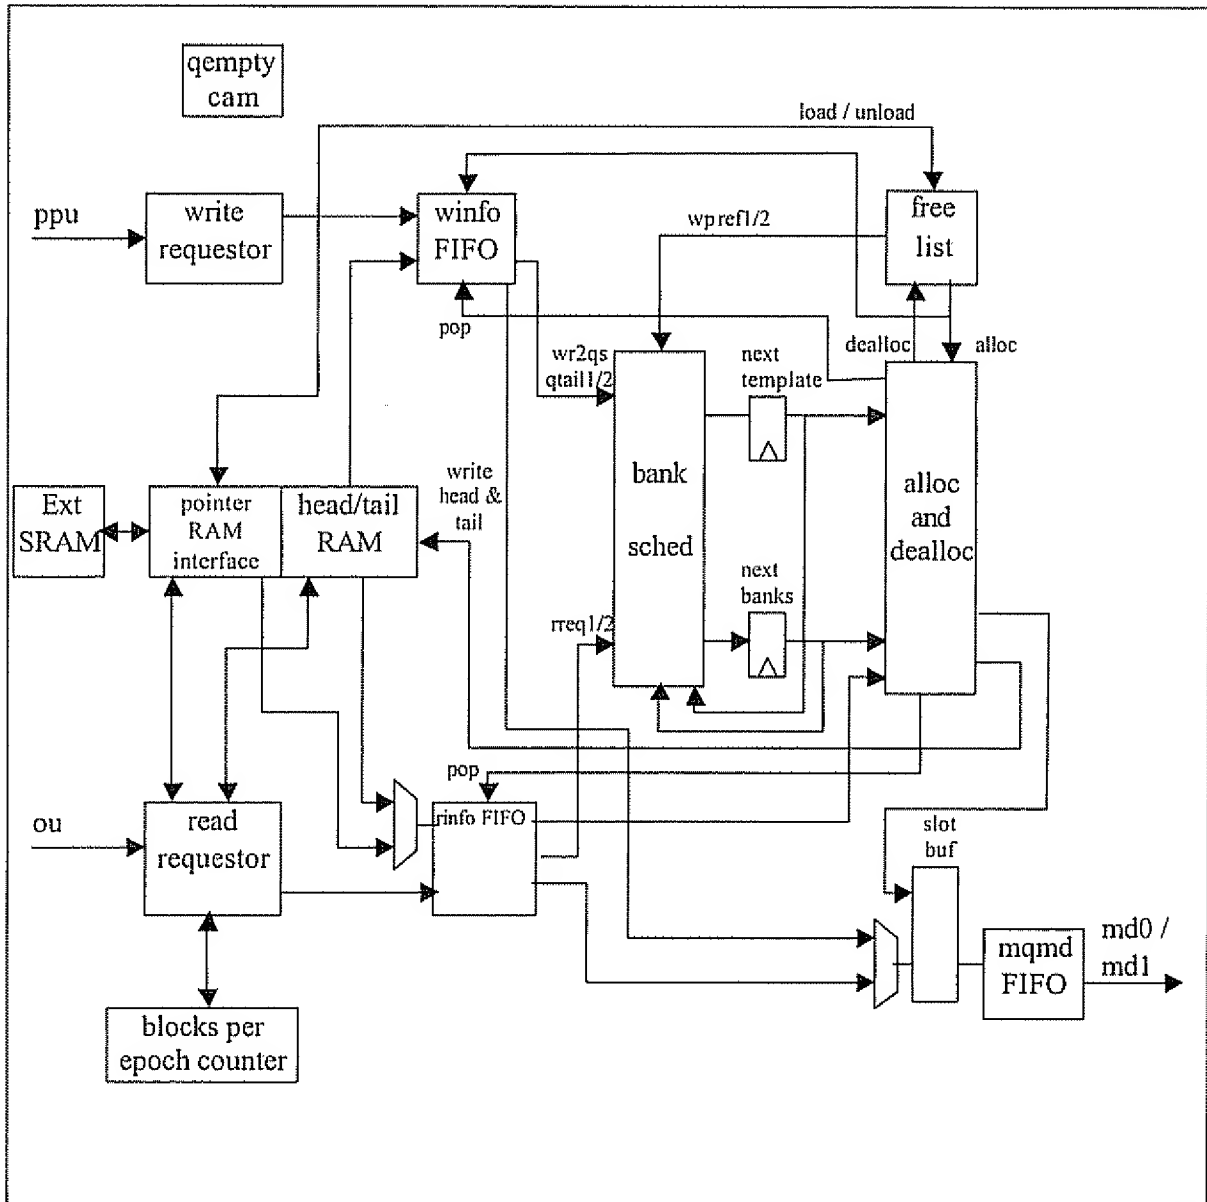 qempty
cam
load / unload
ppu
write
requestor
winfo
FIFO
wpref1/2
free
list
pop
dealloc
alloc
wr2qs
qtail1/2
next
template
bank
sched
alloc
and
dealloc
Ext
SRAM
pointer
RAM
interface
head/tail
RAM
write
head &
tail
next
banks
rreq1/2
pop
ou
read
requestor
rinfo FIFO
slot
buf
mqmd
FIFO
md0 /
md1
blocks per
epoch counter